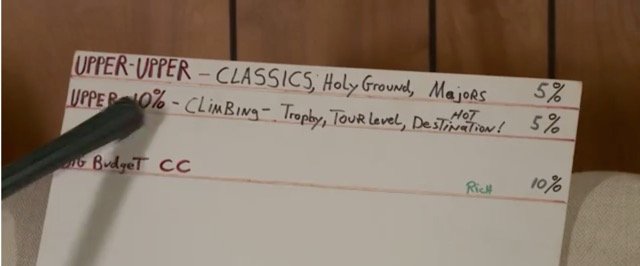 UPPER-UPPER - CLASSICS, Holy Ground, Majors 5%
UPPER 10% - CLIMBING - Trophy, TOUR Level, HOT DesTINATION! 5%
BudgeT CC
Rich 10%